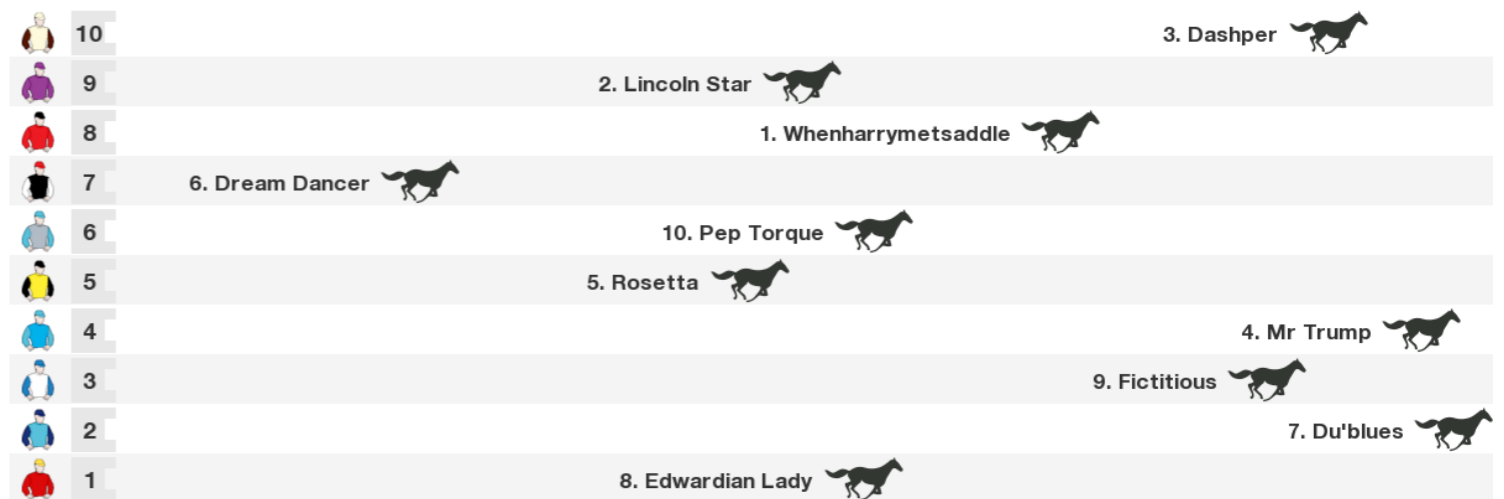 10 3. Dashper
9 2. Lincoln Star
8 1. Whenharrymetsaddle
7 6. Dream Dancer
6 10. Pep Torque
5 5. Rosetta
4 4. Mr Trump
3 9. Fictitious
2 7. Du'blues
1 8. Edwardian Lady